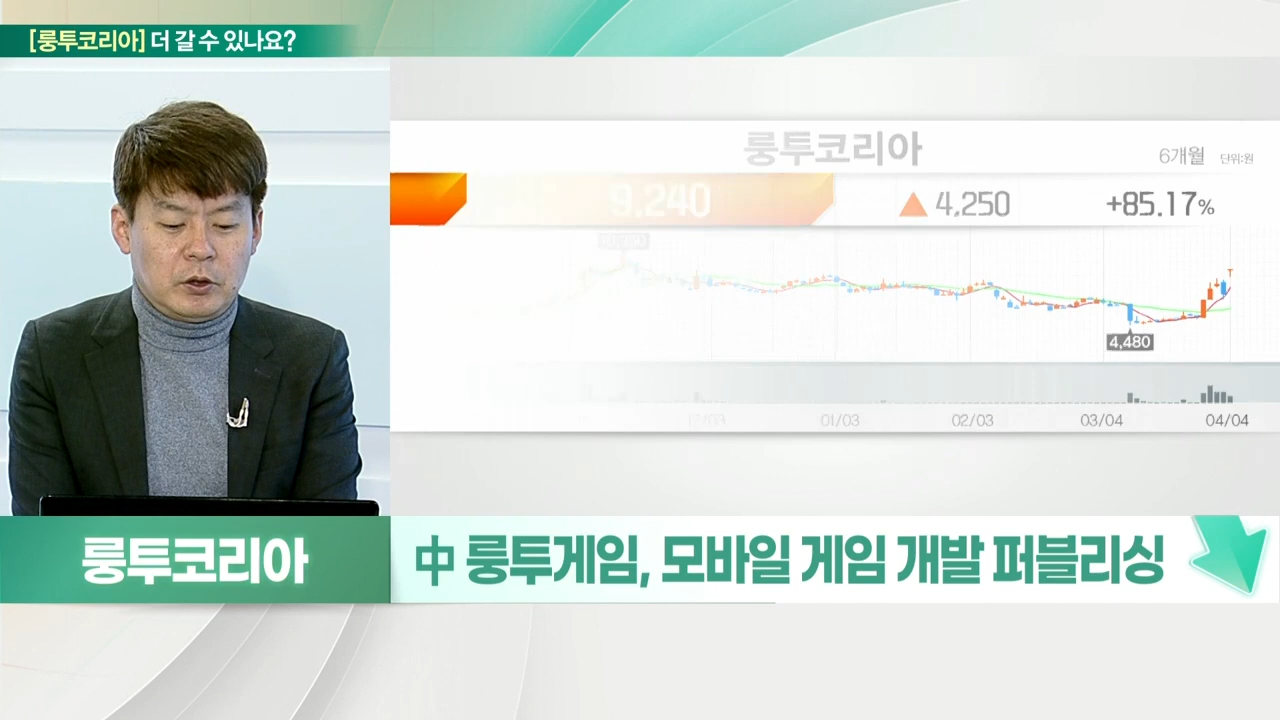 [룽투코리아] 더 갈 수 있나요?
룽투코리아
6개월 단위:원
9,240 ▲ 4,250 +85.17%
4,480
01/03 02/03 03/04 04/04
룽투코리아
中 룽투게임, 모바일 게임 개발 퍼블리싱